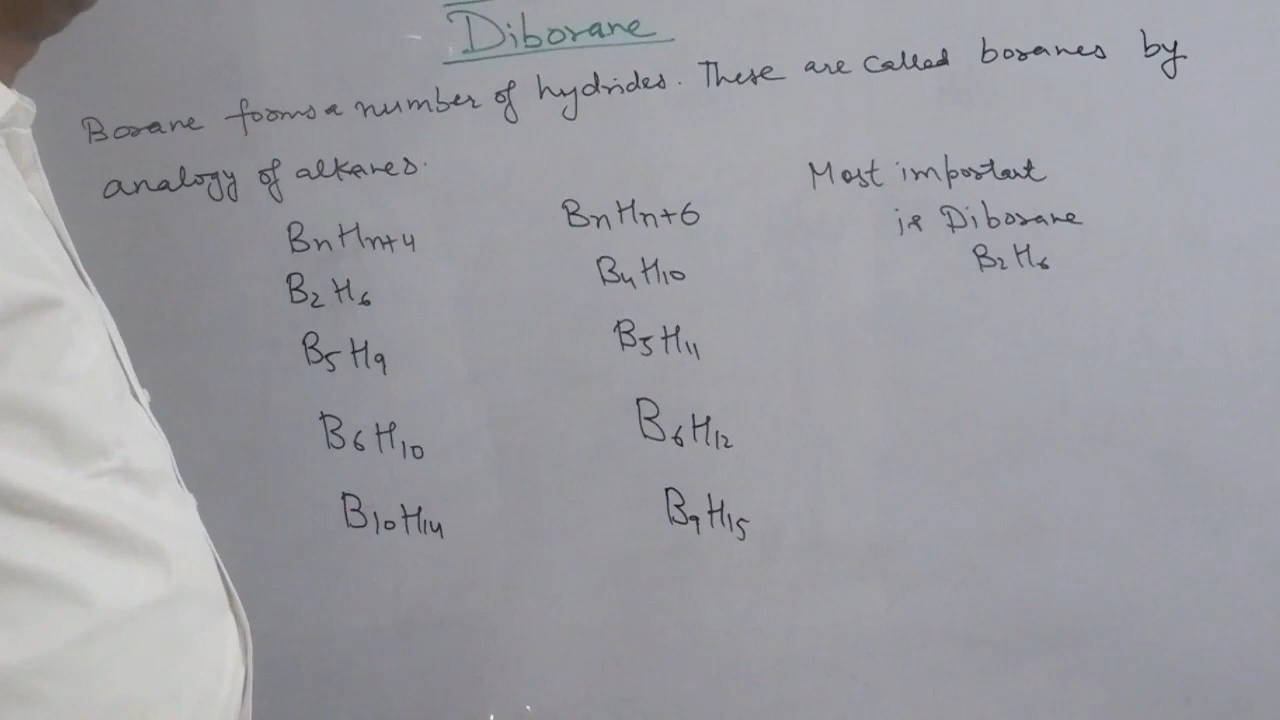 Diborane
Borane forms a number of hydrides. These are called boranes by
analogy of alkanes.
BnHn+4
B2H6
B5H9
B6H10
B10H14
BnHn+6
B4H10
B5H11
B6H12
B9H15
Most important
is Diborane
B2H6